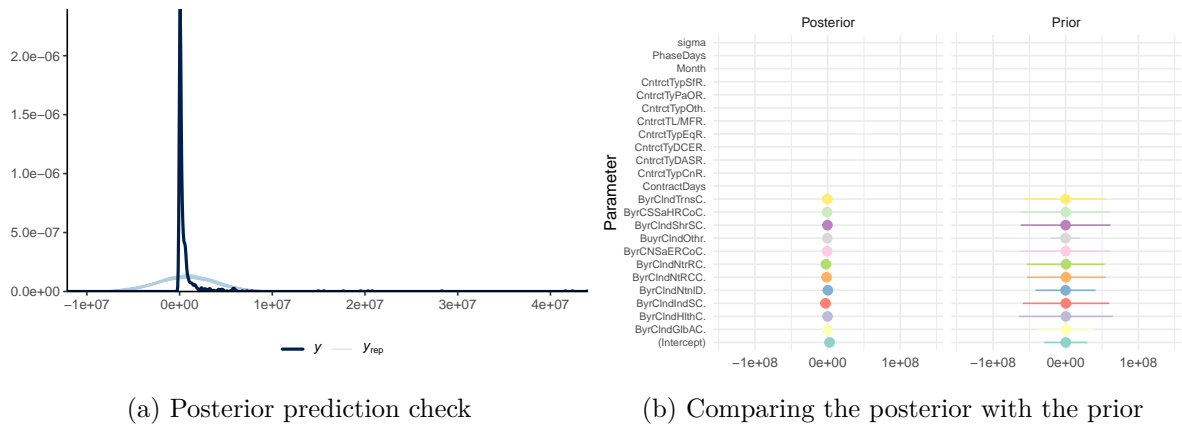 2.0e−06
1.5e−06
1.0e−06
5.0e−07
0.0e+00
−1e+07 0e+00 1e+07 2e+07 3e+07 4e+07
y yrep
(a) Posterior prediction check
Posterior Prior
Parameter
sigma
PhaseDays
Month
CntrctTypSfR.
CntrctTyPaOR.
CntrctTypOth.
CntrctTL/MFR.
CntrctTypEqR.
CntrctTyDCER.
CntrctTyDASR.
CntrctTypCnR.
ContractDays
ByrClndTrnsC.
ByrCSSaHRCoC.
ByrClndShrSC.
BuyrClndOthr.
ByrCNSaERCoC.
ByrClndNtrRC.
ByrClndNtRCC.
ByrClndNtnlD.
ByrClndIndSC.
ByrClndHlthC.
ByrClndGlbAC.
(Intercept)
−1e+08 0e+00 1e+08 −1e+08 0e+00 1e+08
(b) Comparing the posterior with the prior